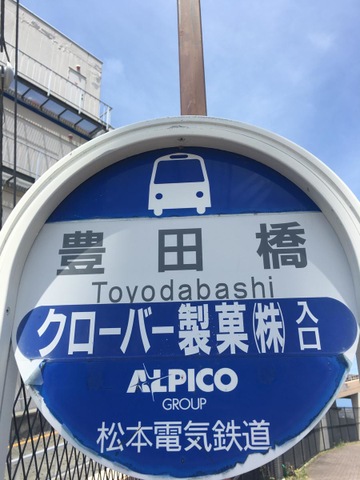 豊田橋
Toyodabashi
クローバー製菓㈱入口
ALPICO
GROUP
松本電気鉄道